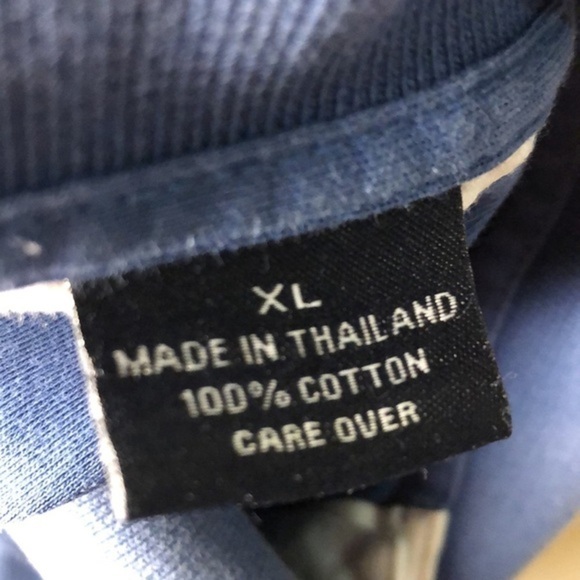 XL
MADE IN THAILAND
100% COTTON
CARE OVER